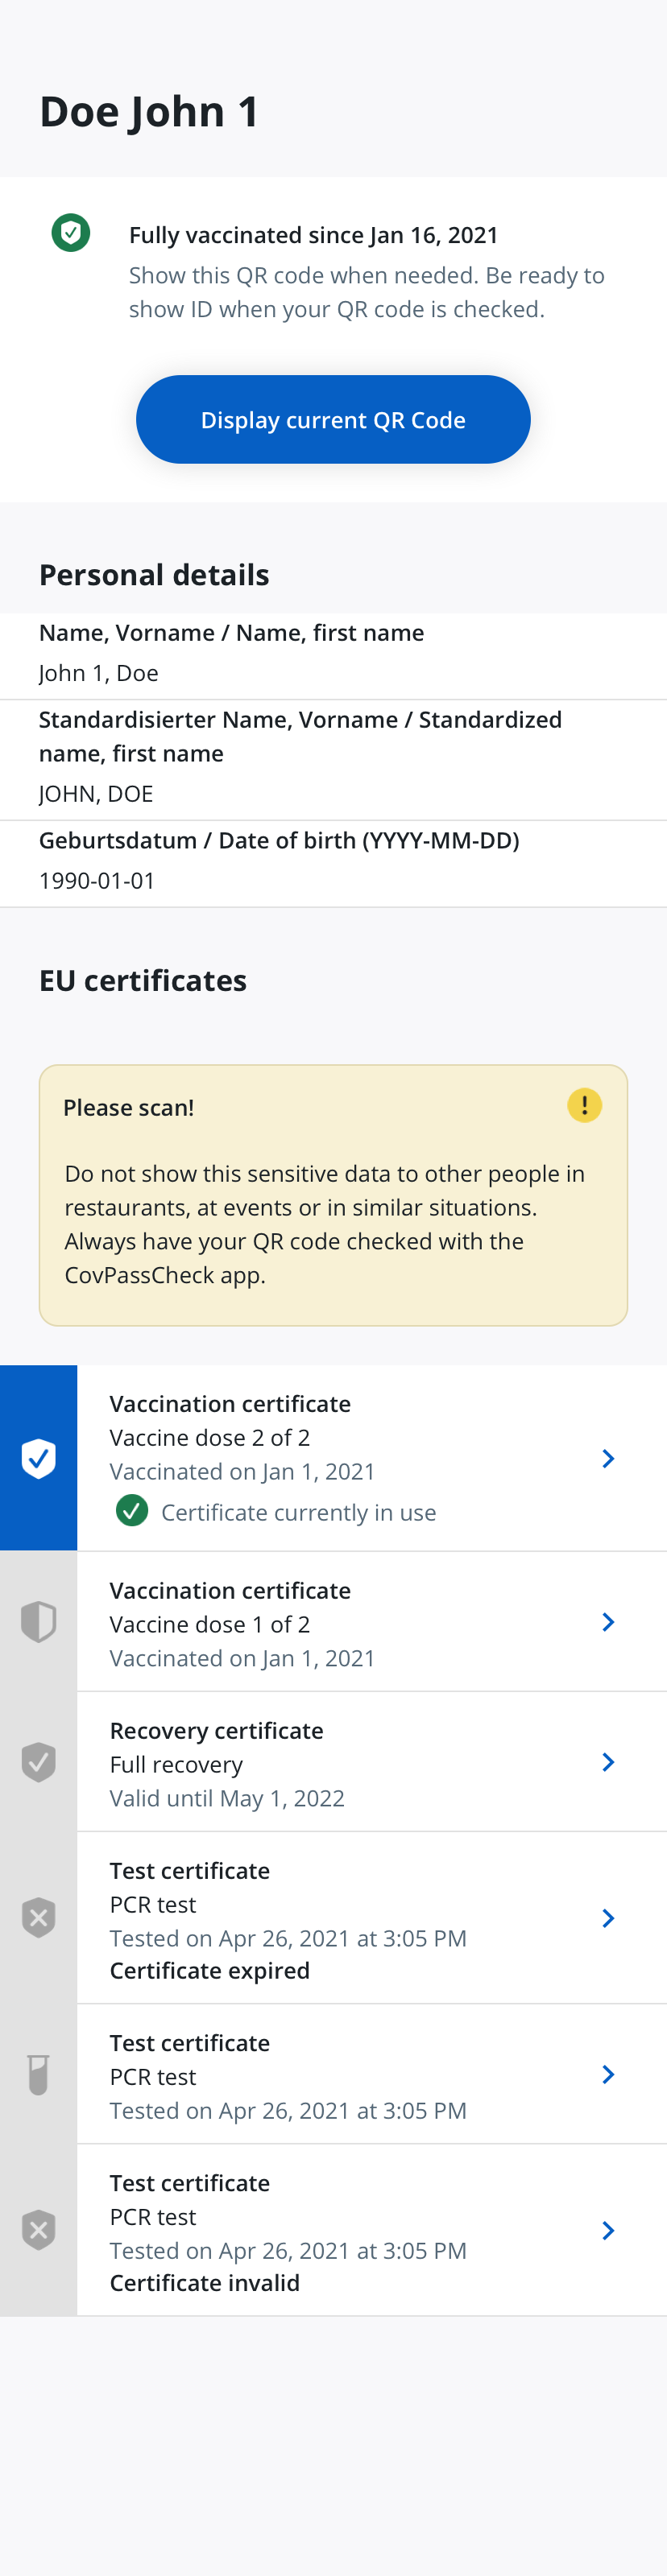 Doe John 1
Fully vaccinated since Jan 16, 2021
Show this QR code when needed. Be ready to
show ID when your QR code is checked.
Display current QR Code
Personal details
Name, Vorname / Name, first name
John 1, Doe
Standardisierter Name, Vorname / Standardized
name, first name
JOHN, DOE
Geburtsdatum / Date of birth (YYYY-MM-DD)
1990-01-01
EU certificates
Please scan!
Do not show this sensitive data to other people in
restaurants, at events or in similar situations.
Always have your QR code checked with the
CovPassCheck app.
Vaccination certificate
Vaccine dose 2 of 2
Vaccinated on Jan 1, 2021
Certificate currently in use
Vaccination certificate
Vaccine dose 1 of 2
Vaccinated on Jan 1, 2021
Recovery certificate
Full recovery
Valid until May 1, 2022
Test certificate
PCR test
Tested on Apr 26, 2021 at 3:05 PM
Certificate expired
Test certificate
PCR test
Tested on Apr 26, 2021 at 3:05 PM
Test certificate
PCR test
Tested on Apr 26, 2021 at 3:05 PM
Certificate invalid